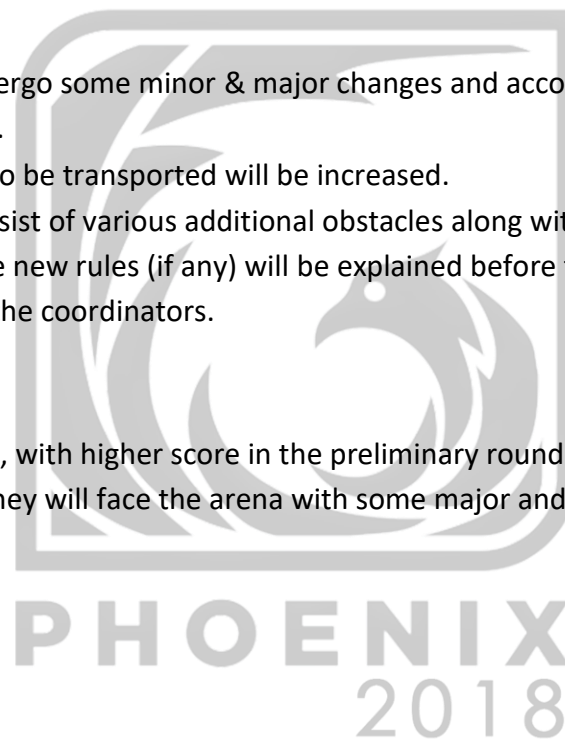 ergo some minor & major changes and acco
.
o be transported will be increased.
sist of various additional obstacles along wit
e new rules (if any) will be explained before
he coordinators.
, with higher score in the preliminary round
ney will face the arena with some major and
PHOENIX
2018